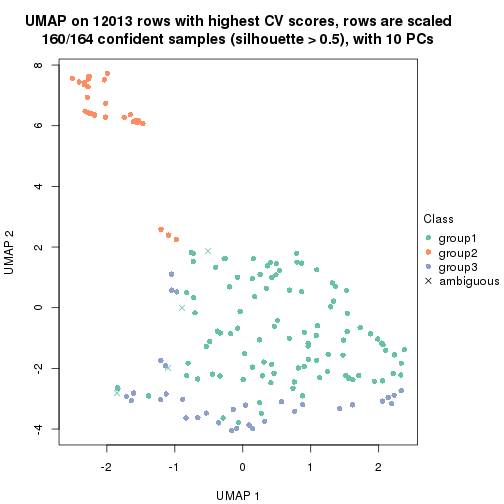 UMAP on 12013 rows with highest CV scores, rows are scaled
160/164 confident samples (silhouette > 0.5), with 10 PCs
8
6
4
2
0
-2
-4
UMAP 2
-2
-1
0
1
2
UMAP 1
Class
group1
group2
group3
ambiguous